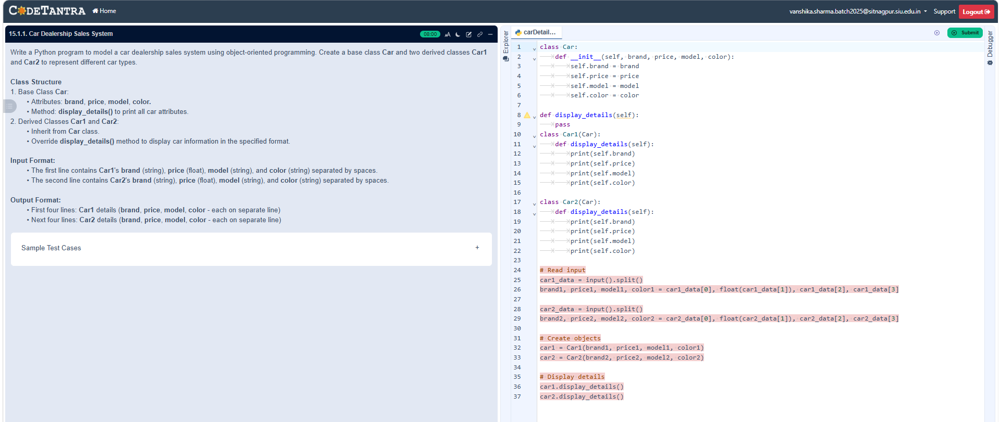 CODETANTRA Home
vanshika.sharma.batch2025@sitnagpur.siu.edu.in Support Logout
15.1.1. Car Dealership Sales System 08:00
Write a Python program to model a car dealership sales system using object-oriented programming. Create a base class Car and two derived classes Car1
and Car2 to represent different car types.
Class Structure
1. Base Class Car:
• Attributes: brand, price, model, color.
• Method: display_details() to print all car attributes.
2. Derived Classes Car1 and Car2:
• Inherit from Car class.
• Override display_details() method to display car information in the specified format.
Input Format:
• The first line contains Car1's brand (string), price (float), model (string), and color (string) separated by spaces.
• The second line contains Car2's brand (string), price (float), model (string), and color (string) separated by spaces.
Output Format:
• First four lines: Car1 details (brand, price, model, color - each on separate line)
• Next four lines: Car2 details (brand, price, model, color - each on separate line)
Sample Test Cases +
Explorer
carDetail...
Submit
Debugger
1 class Car:
2 def __init__(self, brand, price, model, color):
3 self.brand = brand
4 self.price = price
5 self.model = model
6 self.color = color
7
8 def display_details(self):
9 pass
10 class Car1(Car):
11 def display_details(self):
12 print(self.brand)
13 print(self.price)
14 print(self.model)
15 print(self.color)
16
17 class Car2(Car):
18 def display_details(self):
19 print(self.brand)
20 print(self.price)
21 print(self.model)
22 print(self.color)
23
24 # Read input
25 car1_data = input().split()
26 brand1, price1, model1, color1 = car1_data[0], float(car1_data[1]), car1_data[2], car1_data[3]
27
28 car2_data = input().split()
29 brand2, price2, model2, color2 = car2_data[0], float(car2_data[1]), car2_data[2], car2_data[3]
30
31 # Create objects
32 car1 = Car1(brand1, price1, model1, color1)
33 car2 = Car2(brand2, price2, model2, color2)
34
35 # Display details
36 car1.display_details()
37 car2.display_details()